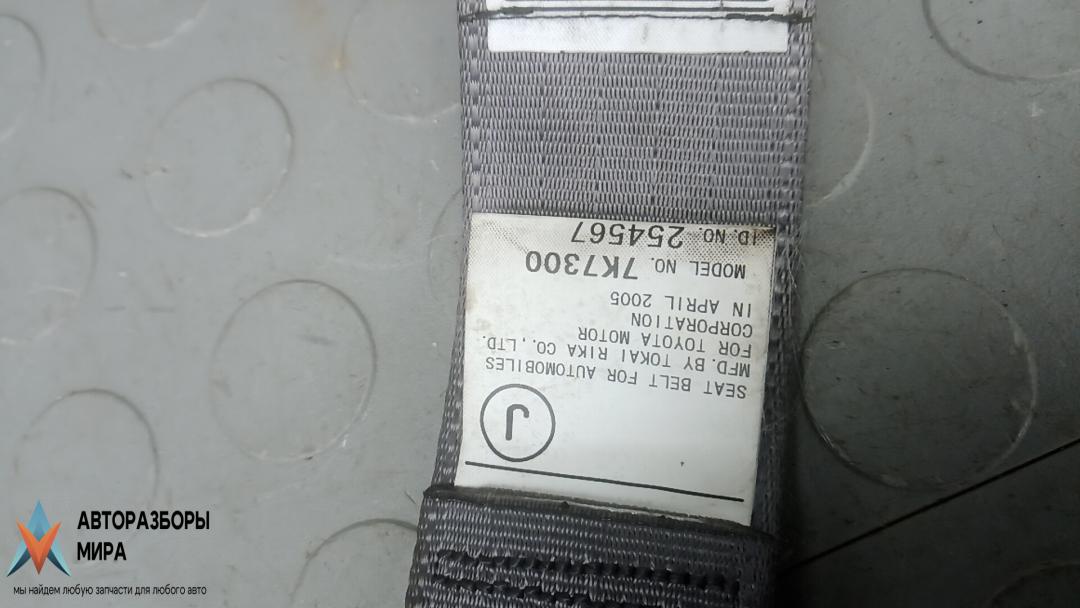 SEAT BELT FOR AUTOMOBILES
MFD. BY TOKAI RIKA CO., LTD.
FOR TOYOTA MOTOR
CORPORATION
IN APRIL 2005
MODEL NO. 7K7300
I.D. NO. 254567
J
АВТОРАЗБОРЫ
МИРА
мы найдем любую запчасти для любого авто